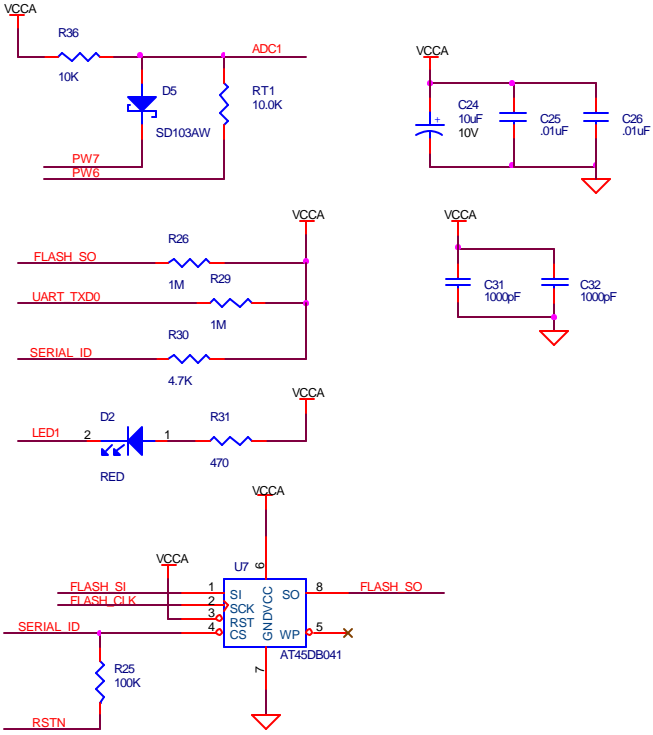 VCCA
R36
10K
ADC1
D5
SD103AW
RT1
10.0K
PW7
PW6
VCCA
C24
10uF
10V
+
C25
.01uF
C26
.01uF
VCCA
FLASH_SO
R26
1M
UART_TXD0
R29
1M
SERIAL_ID
R30
4.7K
VCCA
C31
1000pF
C32
1000pF
VCCA
LED1
2
D2
1
RED
R31
470
VCCA
VCCA
U7
6
FLASH_SI
1
SI
FLASH_CLK
2
SCK
3
RST
SERIAL_ID
4
CS
VCC
GND
SO
8
FLASH_SO
WP
5
AT45DB041
7
R25
100K
RSTN